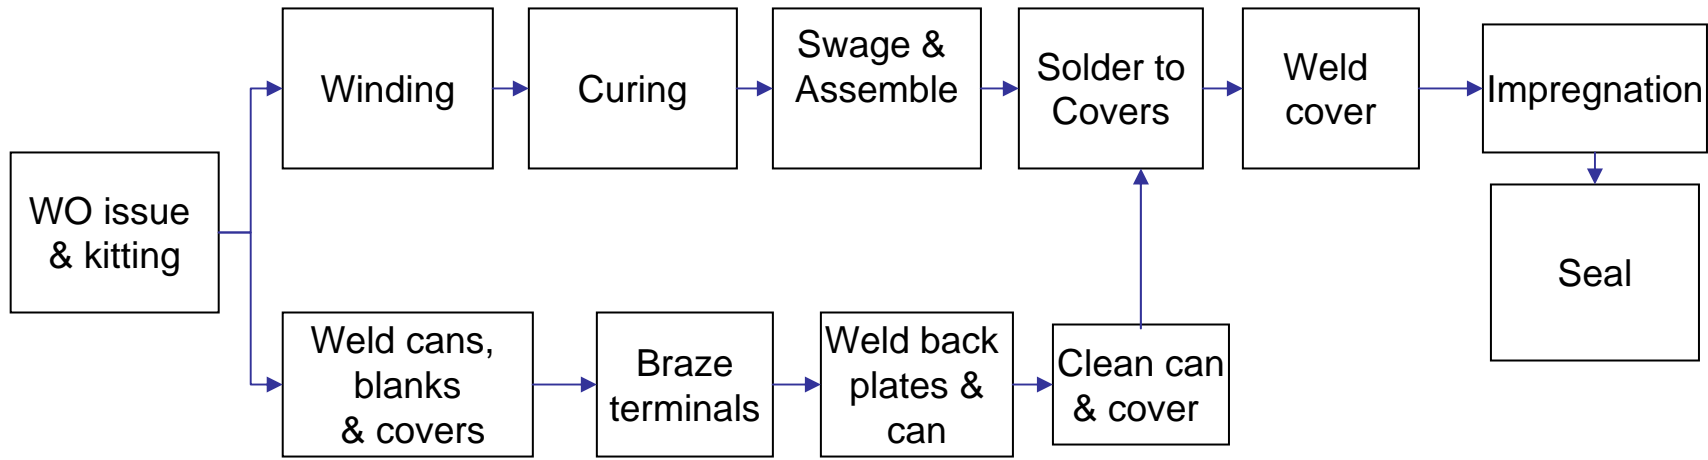 Winding
Curing
Swage &
Assemble
Solder to
Covers
Weld
cover
Impregnation
WO issue
& kitting
Seal
Weld cans,
blanks
& covers
Braze
terminals
Weld back
plates &
can
Clean can
& cover